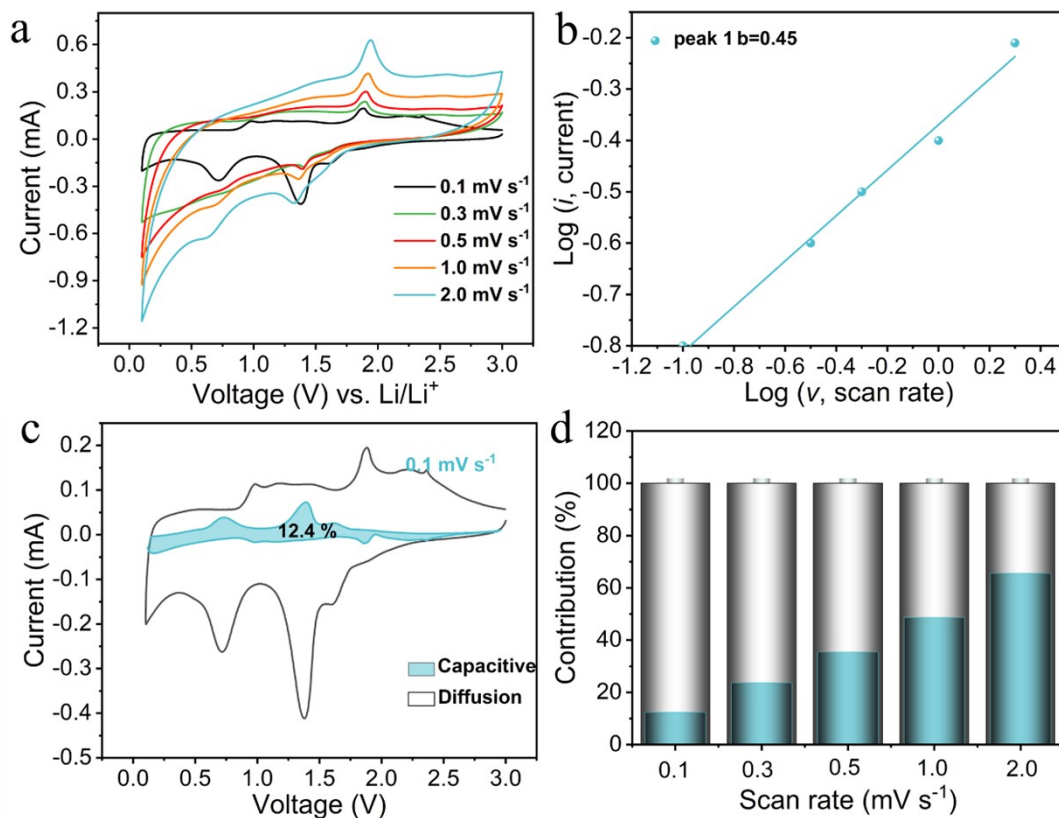 a
0.6
0.3
0.0
-0.3
-0.6
-0.9
-1.2
Current (mA)
0.1 mV s⁻¹
0.3 mV s⁻¹
0.5 mV s⁻¹
1.0 mV s⁻¹
2.0 mV s⁻¹
0.0 0.5 1.0 1.5 2.0 2.5 3.0
Voltage (V) vs. Li/Li⁺
b
peak 1 b=0.45
-0.2
-0.4
-0.5
-0.6
-0.7
-0.8
Log (i, current)
-1.2 -1.0 -0.8 -0.6 -0.4 -0.2 0.0 0.2 0.4
Log (v, scan rate)
c
0.2
0.1
0.0
-0.1
-0.2
-0.3
-0.4
-0.5
Current (mA)
0.1 mV s⁻¹
12.4 %
Capacitive
Diffusion
0.0 0.5 1.0 1.5 2.0 2.5 3.0
Voltage (V)
d
120
100
80
60
40
20
0
Contribution (%)
0.1 0.3 0.5 1.0 2.0
Scan rate (mV s⁻¹)